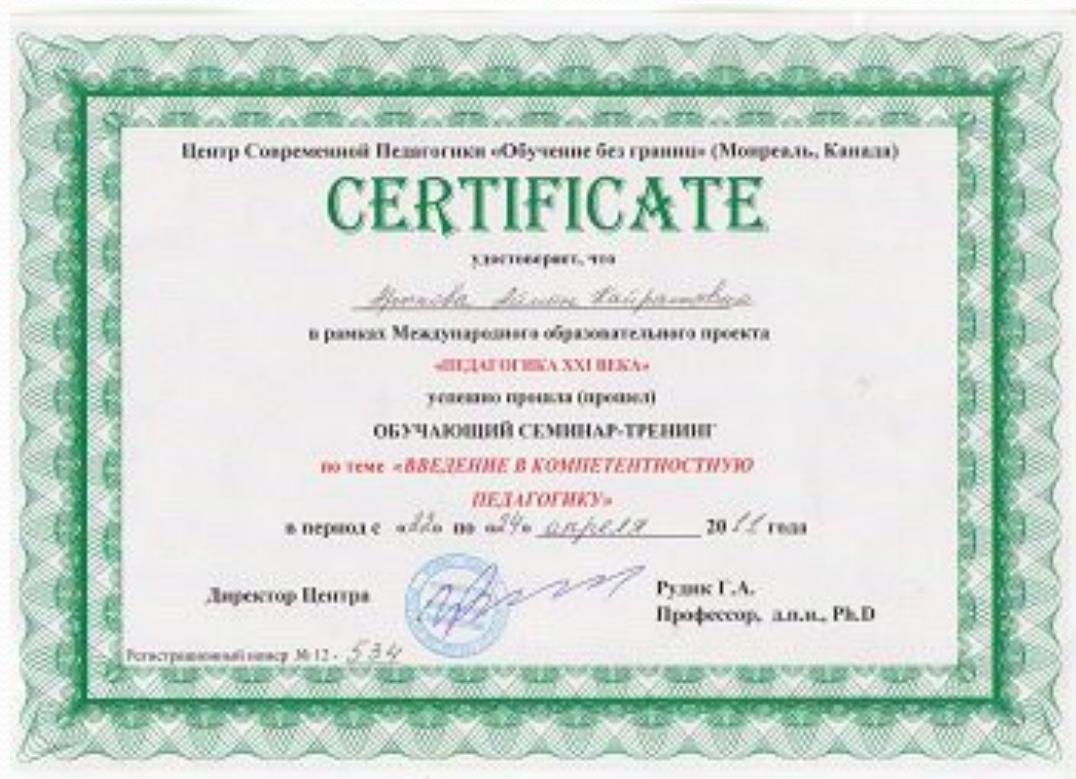 Центр Современной Педагогики «Обучение без границ» (Монреаль, Канада)
CERTIFICATE
удостоверяет, что
Кайратовна
в рамках Международного образовательного проекта
«ПЕДАГОГИКА XXI ВЕКА»
успешно прошла (прошел)
ОБУЧАЮЩИЙ СЕМИНАР-ТРЕНИНГ
по теме «ВВЕДЕНИЕ В КОМПЕТЕНТНОСТНУЮ
ПЕДАГОГИКУ»
в период с «22» по «24» апреля 2011 года
Директор Центра
Рудик Г.А.
Профессор, д.п.н., Ph.D
Регистрационный номер № 12 - 534